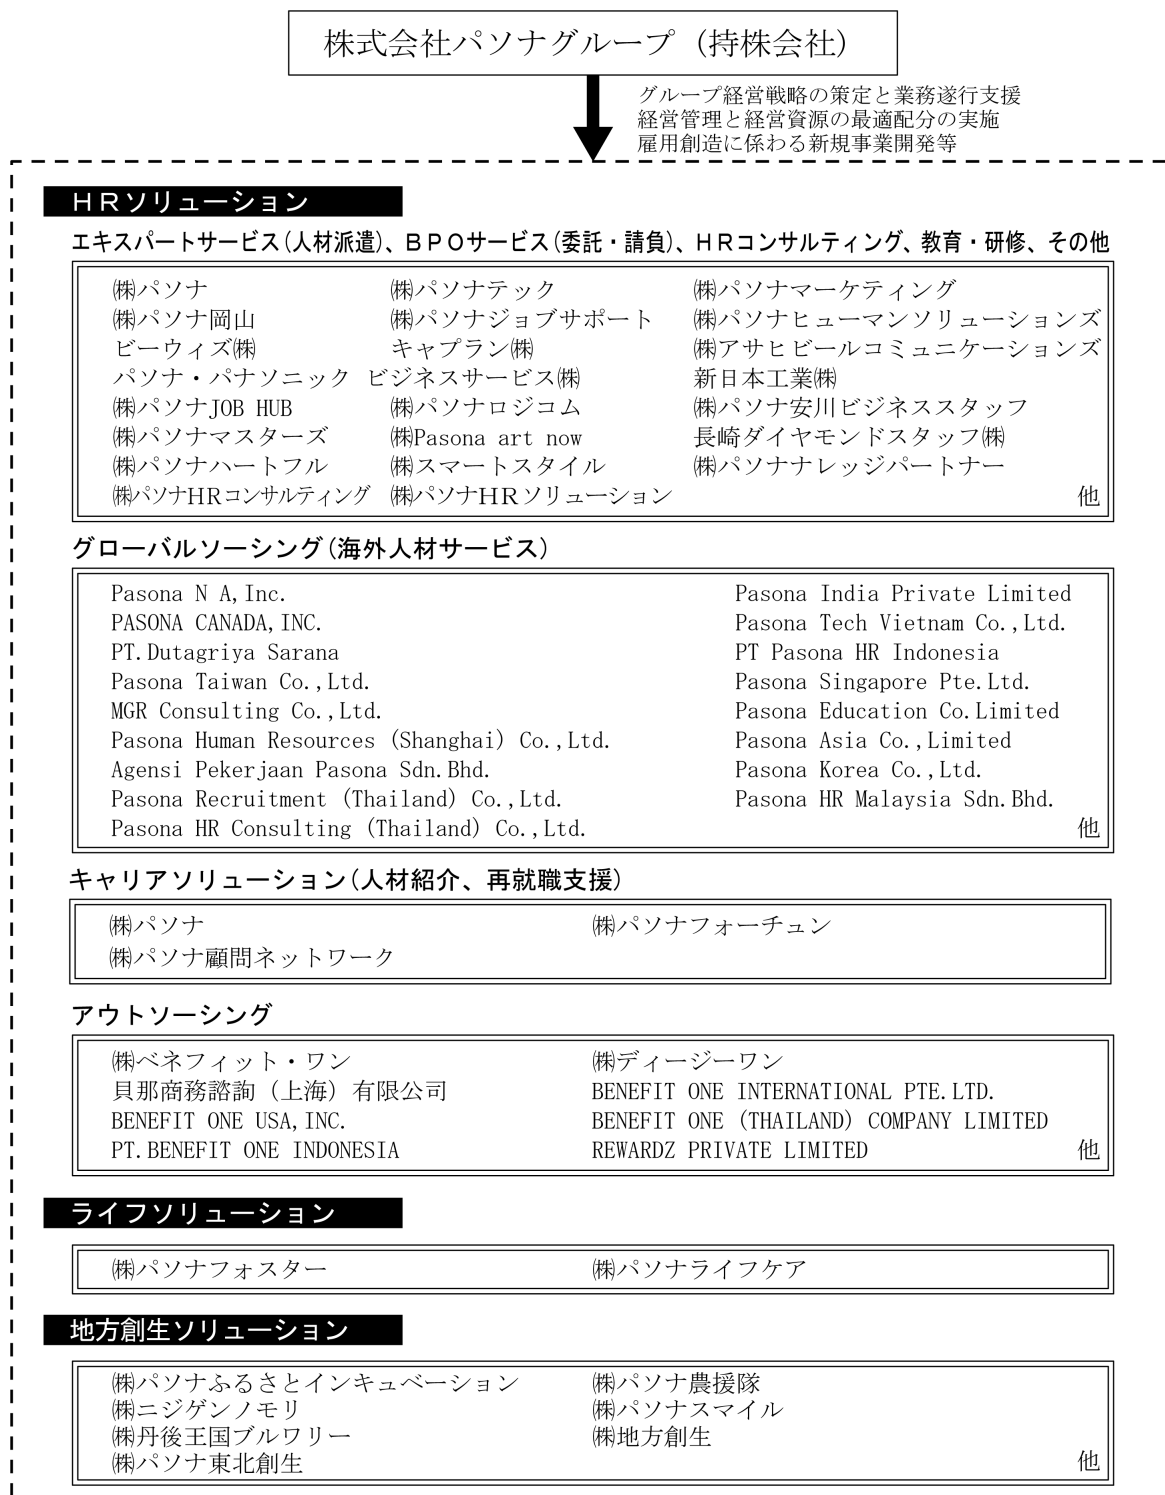 株式会社パソナグループ（持株会社）
グループ経営戦略の策定と業務遂行支援
経営管理と経営資源の最適配分の実施
雇用創造に係わる新規事業開発等
ＨＲソリューション
エキスパートサービス(人材派遣)、ＢＰＯサービス(委託・請負)、ＨＲコンサルティング、教育・研修、その他
㈱パソナ ㈱パソナテック ㈱パソナマーケティング
㈱パソナ岡山 ㈱パソナジョブサポート ㈱パソナヒューマンソリューションズ
ビーウィズ㈱ キャプラン㈱ ㈱アサヒビールコミュニケーションズ
パソナ・パナソニック ビジネスサービス㈱ 新日本工業㈱
㈱パソナJOB HUB ㈱パソナロジコム ㈱パソナ安川ビジネススタッフ
㈱パソナマスターズ ㈱Pasona art now 長崎ダイヤモンドスタッフ㈱
㈱パソナハートフル ㈱スマートスタイル ㈱パソナナレッジパートナー
㈱パソナHRコンサルティング ㈱パソナHRソリューション 他
グローバルソーシング(海外人材サービス)
Pasona N A,Inc. Pasona India Private Limited
PASONA CANADA,INC. Pasona Tech Vietnam Co.,Ltd.
PT.Dutagriya Sarana PT Pasona HR Indonesia
Pasona Taiwan Co.,Ltd. Pasona Singapore Pte.Ltd.
MGR Consulting Co.,Ltd. Pasona Education Co.Limited
Pasona Human Resources (Shanghai) Co.,Ltd. Pasona Asia Co.,Limited
Agensi Pekerjaan Pasona Sdn.Bhd. Pasona Korea Co.,Ltd.
Pasona Recruitment (Thailand) Co.,Ltd. Pasona HR Malaysia Sdn.Bhd.
Pasona HR Consulting (Thailand) Co.,Ltd. 他
キャリアソリューション(人材紹介、再就職支援)
㈱パソナ ㈱パソナフォーチュン
㈱パソナ顧問ネットワーク
アウトソーシング
㈱ベネフィット・ワン ㈱ディージーワン
貝那商務諮詢（上海）有限公司 BENEFIT ONE INTERNATIONAL PTE.LTD.
BENEFIT ONE USA,INC. BENEFIT ONE (THAILAND) COMPANY LIMITED
PT.BENEFIT ONE INDONESIA REWARDZ PRIVATE LIMITED 他
ライフソリューション
㈱パソナフォスター ㈱パソナライフケア
地方創生ソリューション
㈱パソナふるさとインキュベーション ㈱パソナ農援隊
㈱ニジゲンノモリ ㈱パソナスマイル
㈱丹後王国ブルワリー ㈱地方創生
㈱パソナ東北創生 他